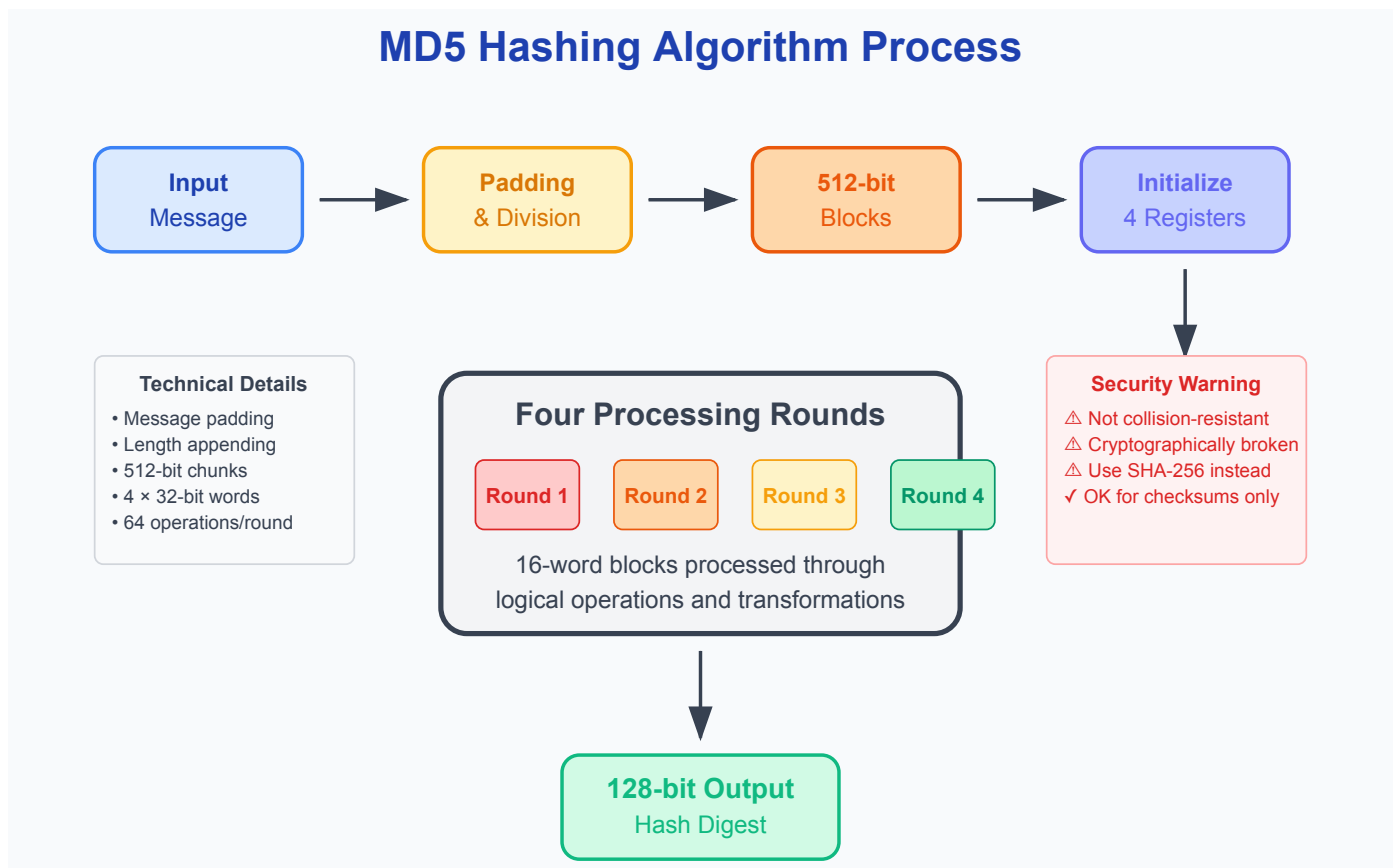 MD5 Hashing Algorithm Process
Input
Message
Padding
& Division
512-bit
Blocks
Initialize
4 Registers
Technical Details
• Message padding
• Length appending
• 512-bit chunks
• 4 × 32-bit words
• 64 operations/round
Four Processing Rounds
Round 1
Round 2
Round 3
Round 4
16-word blocks processed through
logical operations and transformations
Security Warning
⚠ Not collision-resistant
⚠ Cryptographically broken
⚠ Use SHA-256 instead
✓ OK for checksums only
128-bit Output
Hash Digest